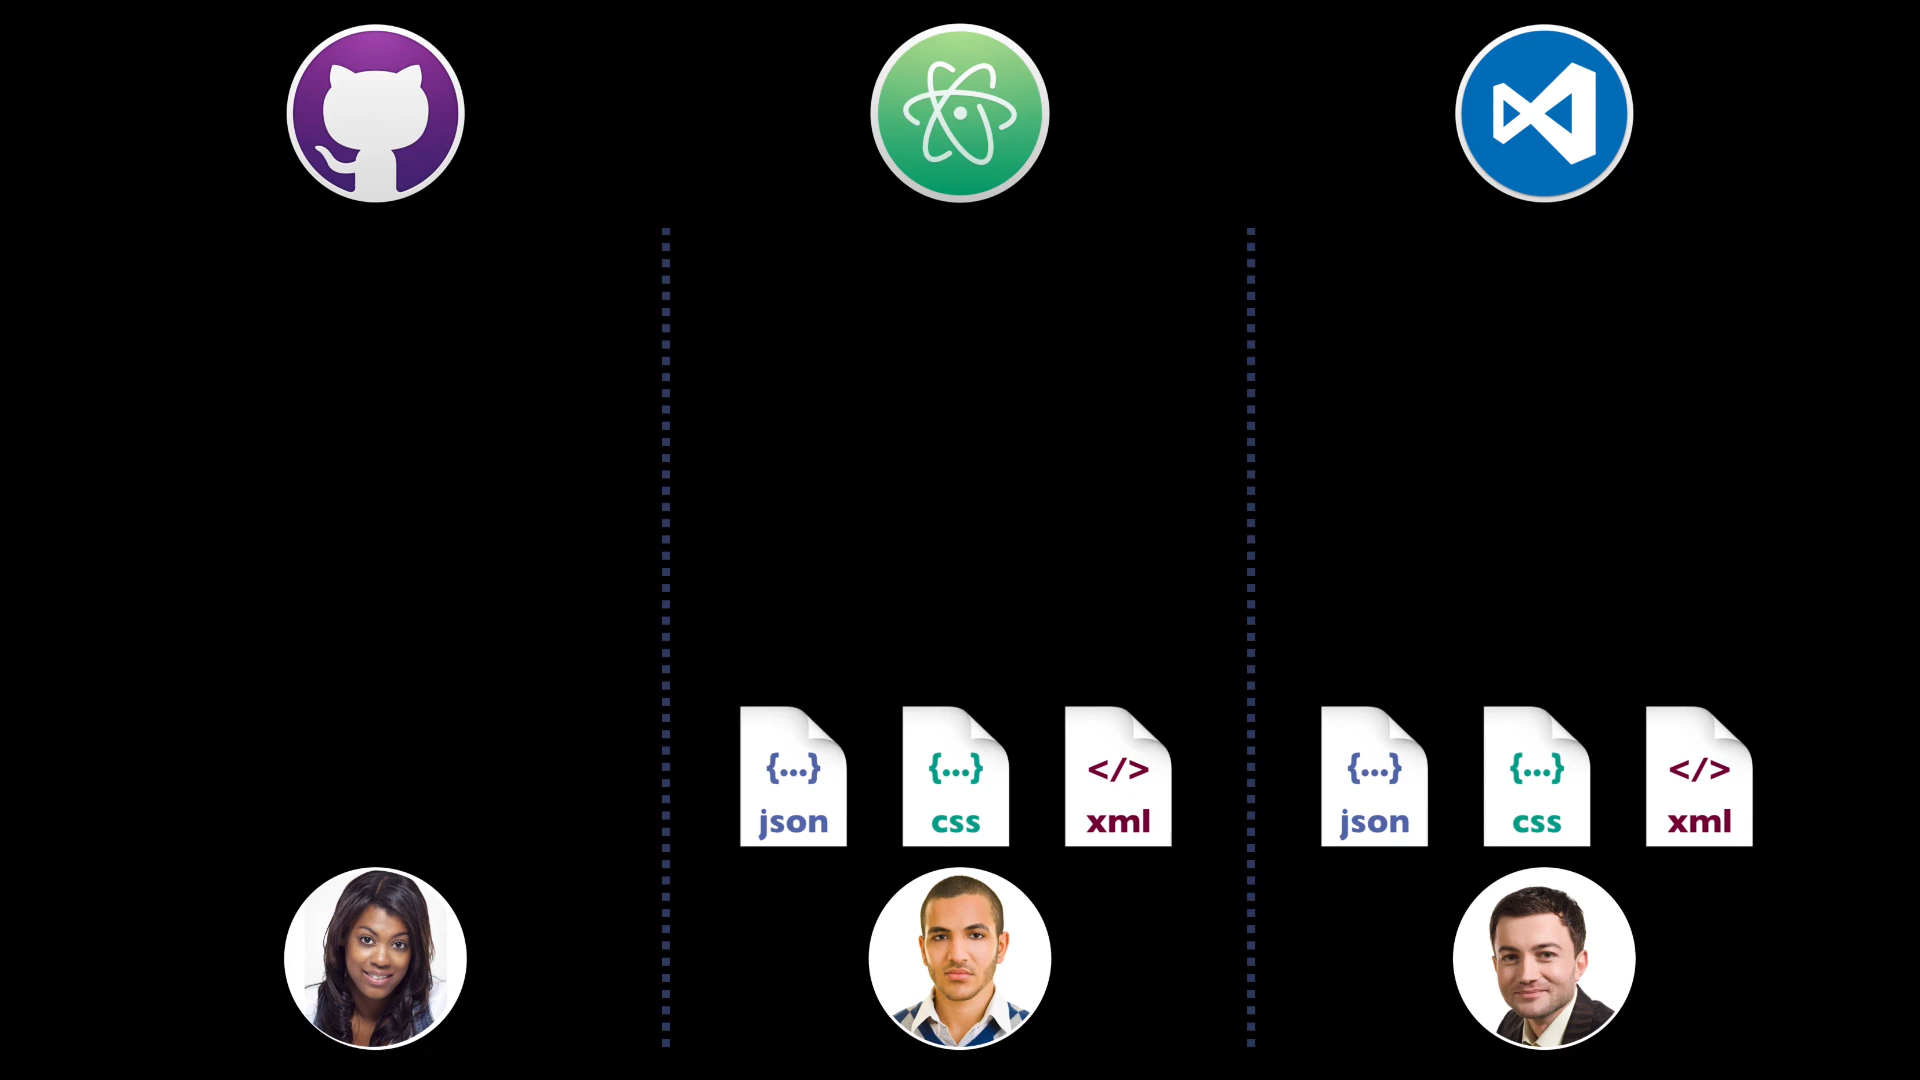 {...} {...} </> {...} {...} </>
json css xml json css xml